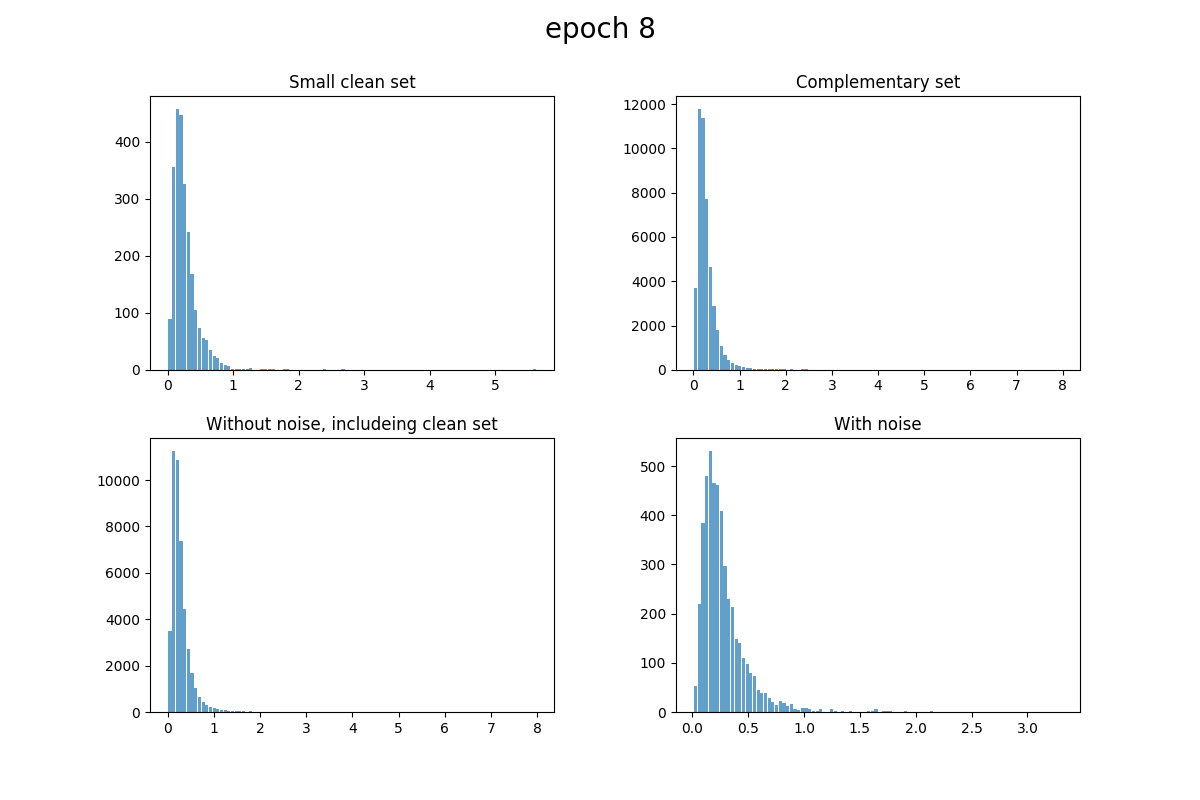 epoch 8
Small clean set
400
300
200
100
0
0 1 2 3 4 5
Complementary set
12000
10000
8000
6000
4000
2000
0
0 1 2 3 4 5 6 7 8
Without noise, includeing clean set
10000
8000
6000
4000
2000
0
0 1 2 3 4 5 6 7 8
With noise
500
400
300
200
100
0
0.0 0.5 1.0 1.5 2.0 2.5 3.0